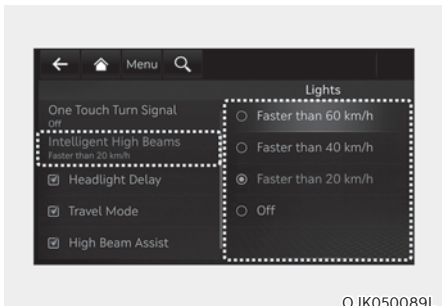 Menu
Lights
One Touch Turn Signal
Off
Intelligent High Beams
Faster than 20 km/h
Headlight Delay
Travel Mode
High Beam Assist
Faster than 60 km/h
Faster than 40 km/h
Faster than 20 km/h
Off
OJK050089L